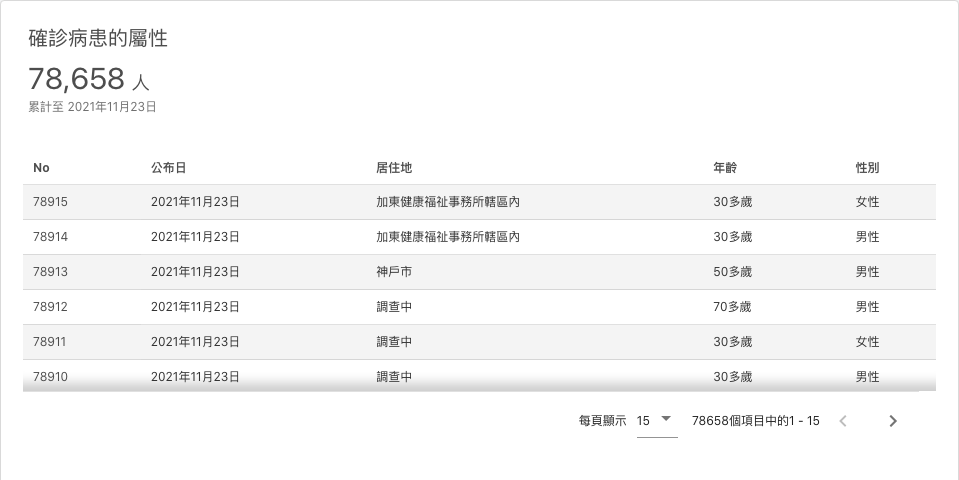 確診病患的屬性
78,658 人
累計至 2021年11月23日
No 公布日 居住地 年齡 性別
78915 2021年11月23日 加東健康福祉事務所轄區內 30多歲 女性
78914 2021年11月23日 加東健康福祉事務所轄區內 30多歲 男性
78913 2021年11月23日 神戶市 50多歲 男性
78912 2021年11月23日 調查中 70多歲 男性
78911 2021年11月23日 調查中 30多歲 女性
78910 2021年11月23日 調查中 30多歲 男性
每頁顯示 15 78658個項目中的1 - 15